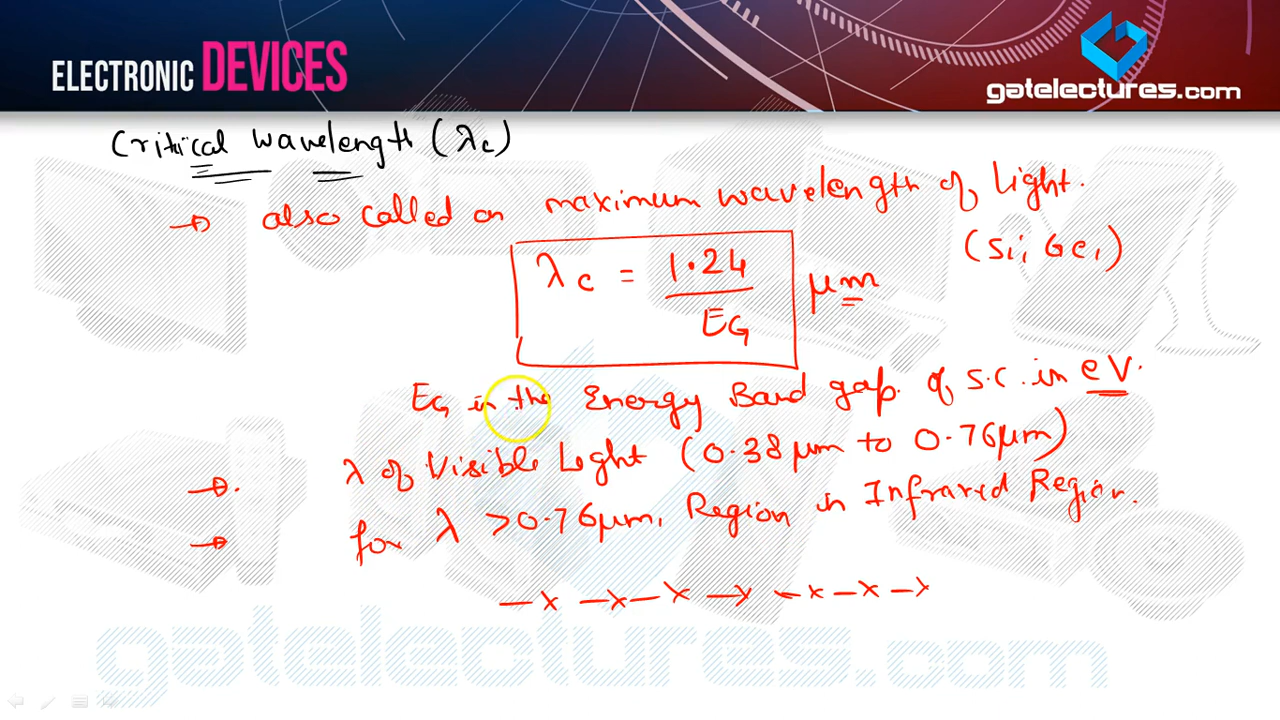 ELECTRONIC DEVICES
gatelectures.com
Critical wavelength (λc)
→ also called as maximum wavelength of light.
(Si, Ge,)
λc = 1.24 / EG μm
EG is the Energy Band gap of S.C. in eV.
→ λ of Visible Light (0.38 μm to 0.76μm)
→ for λ >0.76μm, Region is Infrared Region.
—x —x —x —x —x —x —x
gatelectures.com